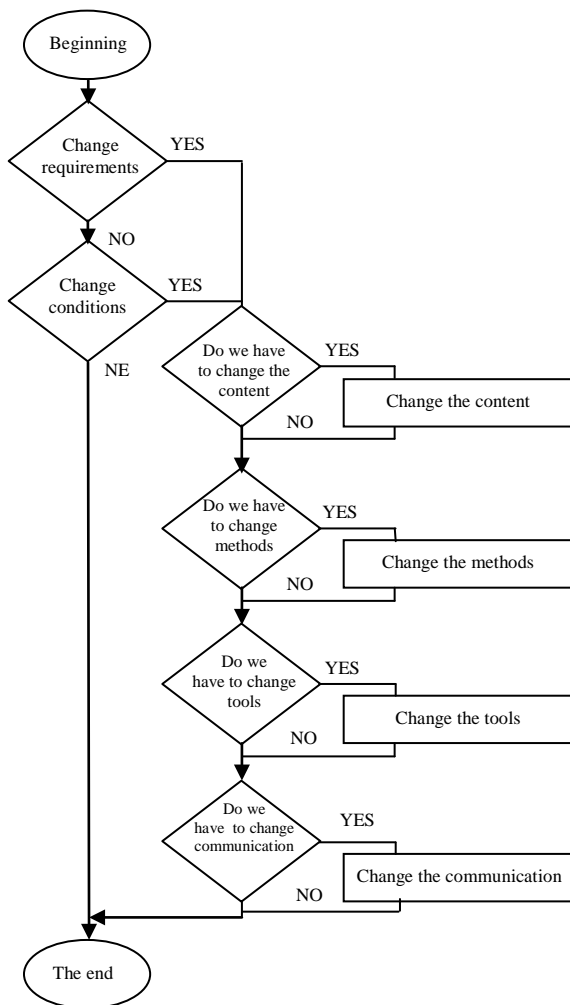 Beginning
Change
requirements
YES
NO
Change
conditions
YES
NE
Do we have
to change the
content
YES
Change the content
NO
Do we have
to change
methods
YES
Change the methods
NO
Do we
have to change
tools
YES
Change the tools
NO
Do we
have to change
communication
YES
Change the communication
NO
The end